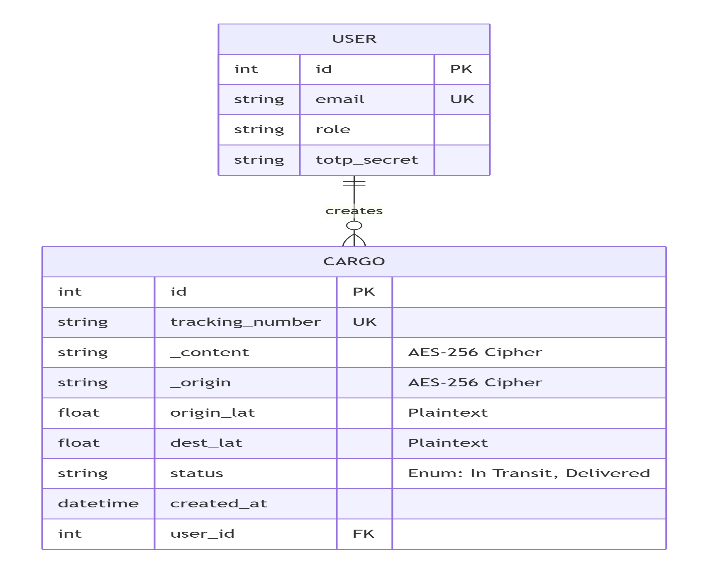 USER
int id PK
string email UK
string role
string totp_secret
creates
CARGO
int id PK
string tracking_number UK
string _content AES-256 Cipher
string _origin AES-256 Cipher
float origin_lat Plaintext
float dest_lat Plaintext
string status Enum: In Transit, Delivered
datetime created_at
int user_id FK